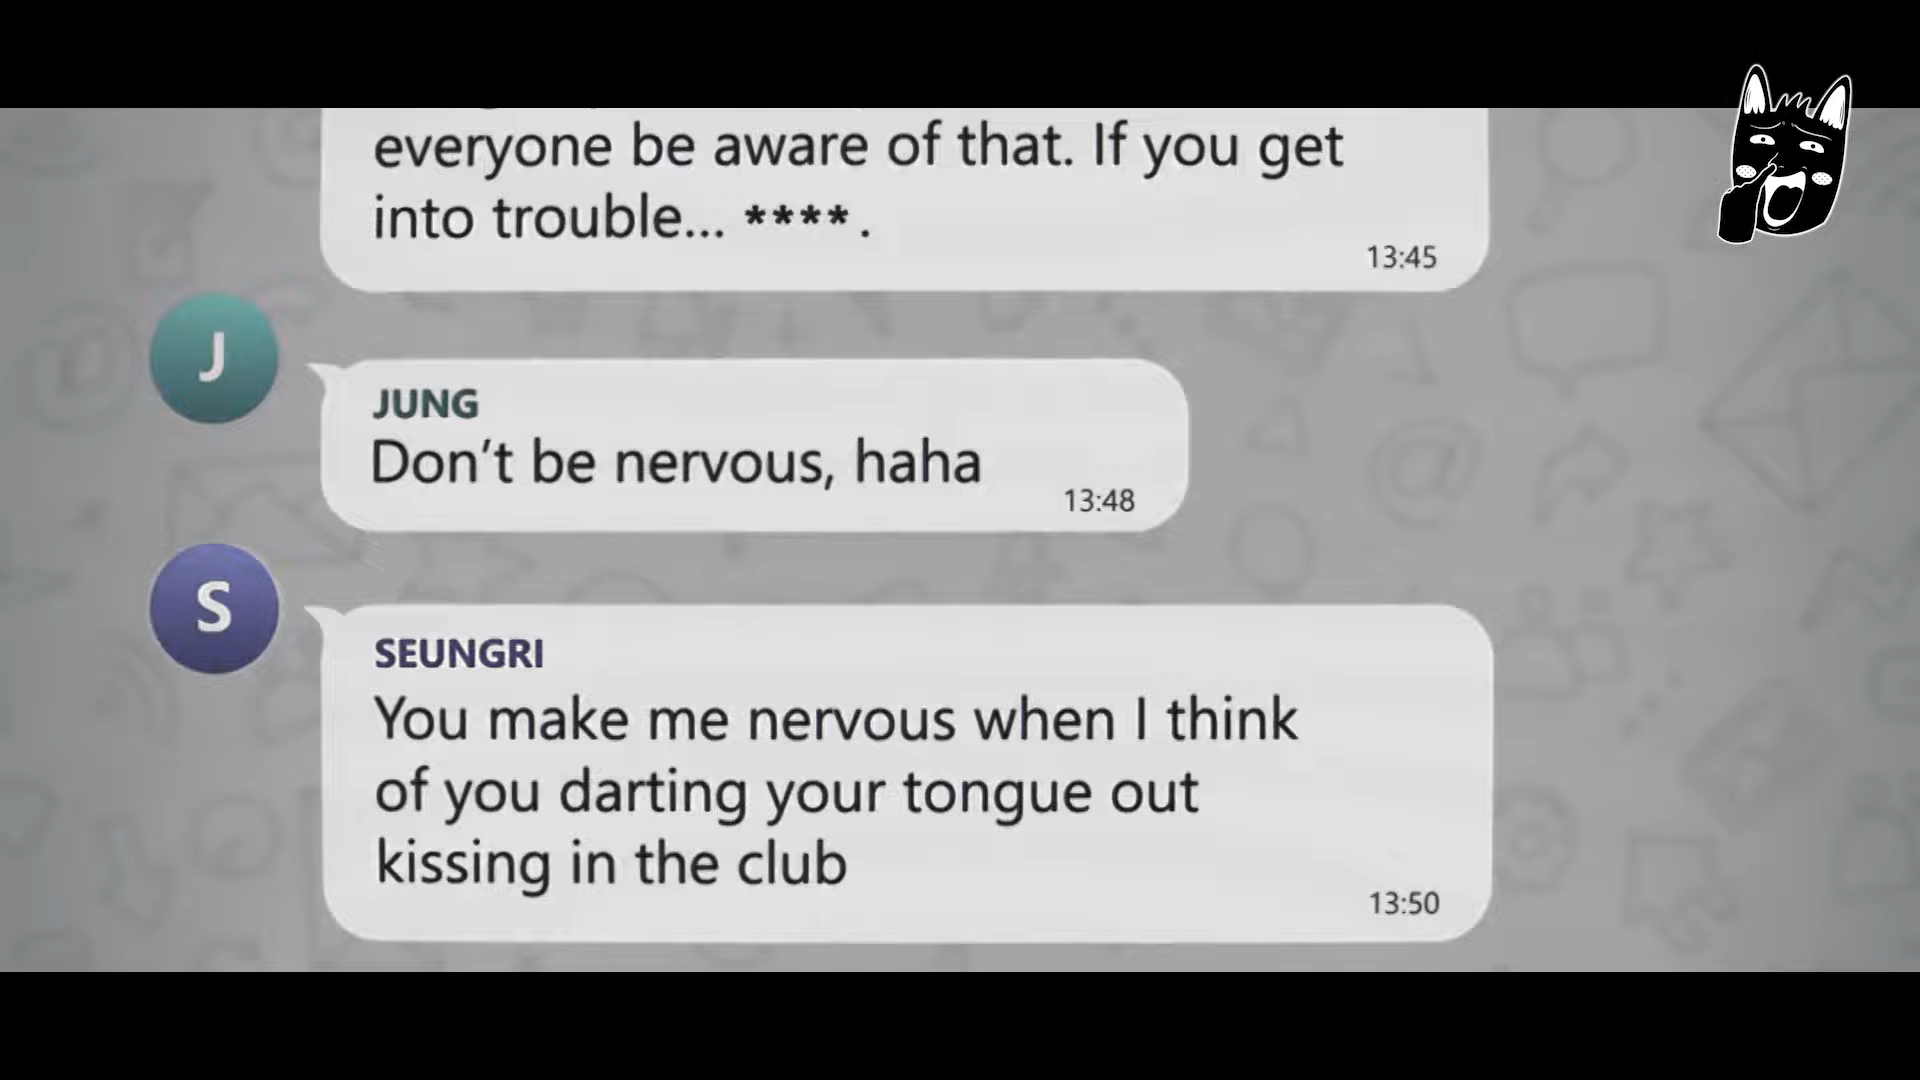 everyone be aware of that. If you get
into trouble... ****.
13:45
J
JUNG
Don't be nervous, haha
13:48
S
SEUNGRI
You make me nervous when I think
of you darting your tongue out
kissing in the club
13:50